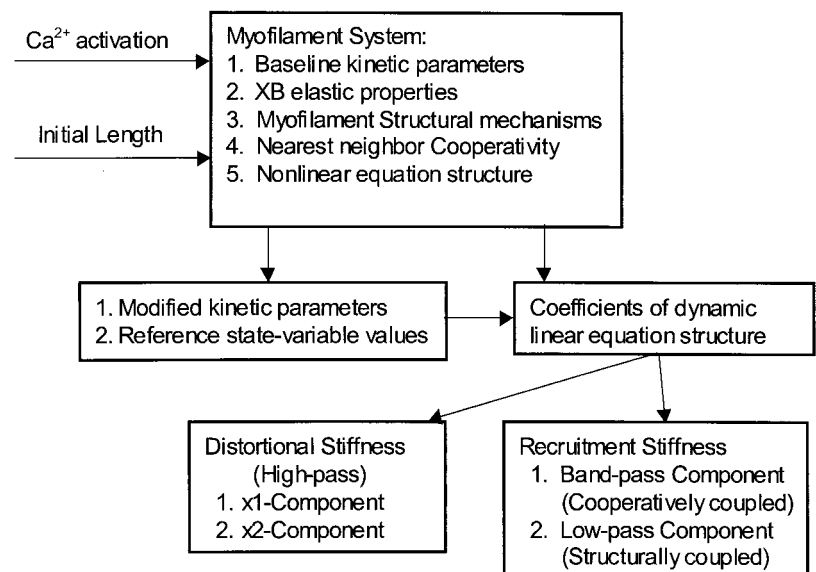 Ca²⁺ activation
Initial Length
Myofilament System:
1. Baseline kinetic parameters
2. XB elastic properties
3. Myofilament Structural mechanisms
4. Nearest neighbor Cooperativity
5. Nonlinear equation structure
1. Modified kinetic parameters
2. Reference state-variable values
Coefficients of dynamic
linear equation structure
Distortional Stiffness
(High-pass)
1. x1-Component
2. x2-Component
Recruitment Stiffness
1. Band-pass Component
(Cooperatively coupled)
2. Low-pass Component
(Structurally coupled)